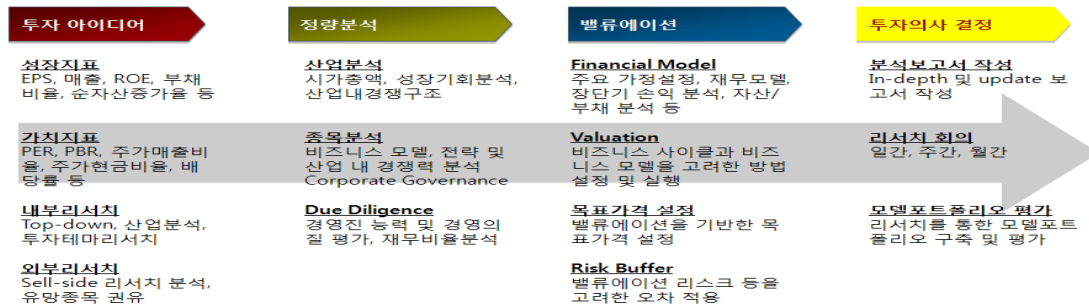 투자 아이디어
성장지표
EPS, 매출, ROE, 부채
비율, 순자산증가율 등
가치지표
PER, PBR, 주가매출비
율, 주가현금비율, 배
당률 등
내부리서치
Top-down, 산업분석,
투자테마리서치
외부리서치
Sell-side 리서치 분석,
유망종목 권유
정량분석
산업분석
시가총액, 성장기회분석,
산업내경쟁구조
종목분석
비즈니스 모델, 전략 및
산업 내 경쟁력 분석
Corporate Governance
Due Diligence
경영진 능력 및 경영의
질 평가, 재무비율분석
밸류에이션
Financial Model
주요 가정설정, 재무모델,
장단기 손익 분석, 자산/
부채 분석 등
Valuation
비즈니스 사이클과 비즈
니스 모델을 고려한 방법
설정 및 실행
목표가격 설정
밸류에이션을 기반한 목
표가격 설정
Risk Buffer
밸류에이션 리스크 등을
고려한 오차 적용
투자의사 결정
분석보고서 작성
In-depth 및 update 보
고서 작성
리서치 회의
일간, 주간, 월간
모델포트폴리오 평가
리서치를 통한 모델포트
폴리오 구축 및 평가